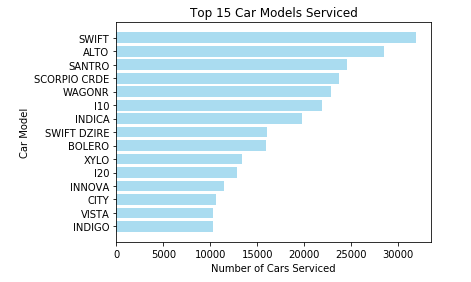 Top 15 Car Models Serviced
Car Model
SWIFT
ALTO
SANTRO
SCORPIO CRDE
WAGONR
I10
INDICA
SWIFT DZIRE
BOLERO
XYLO
I20
INNOVA
CITY
VISTA
INDIGO
0 5000 10000 15000 20000 25000 30000
Number of Cars Serviced